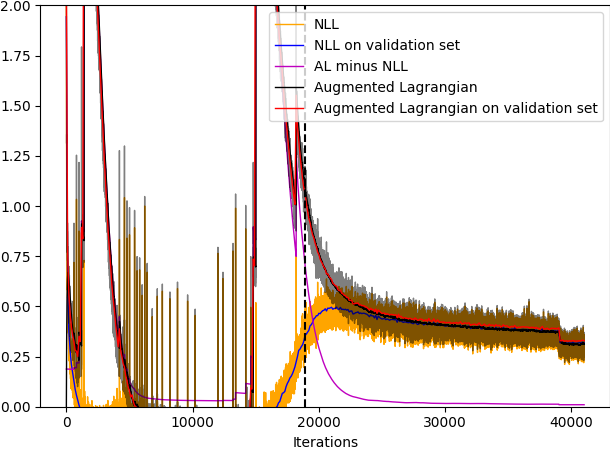 2.00
1.75
1.50
1.25
1.00
0.75
0.50
0.25
0.00
NLL
NLL on validation set
AL minus NLL
Augmented Lagrangian
Augmented Lagrangian on validation set
0 10000 20000 30000 40000
Iterations